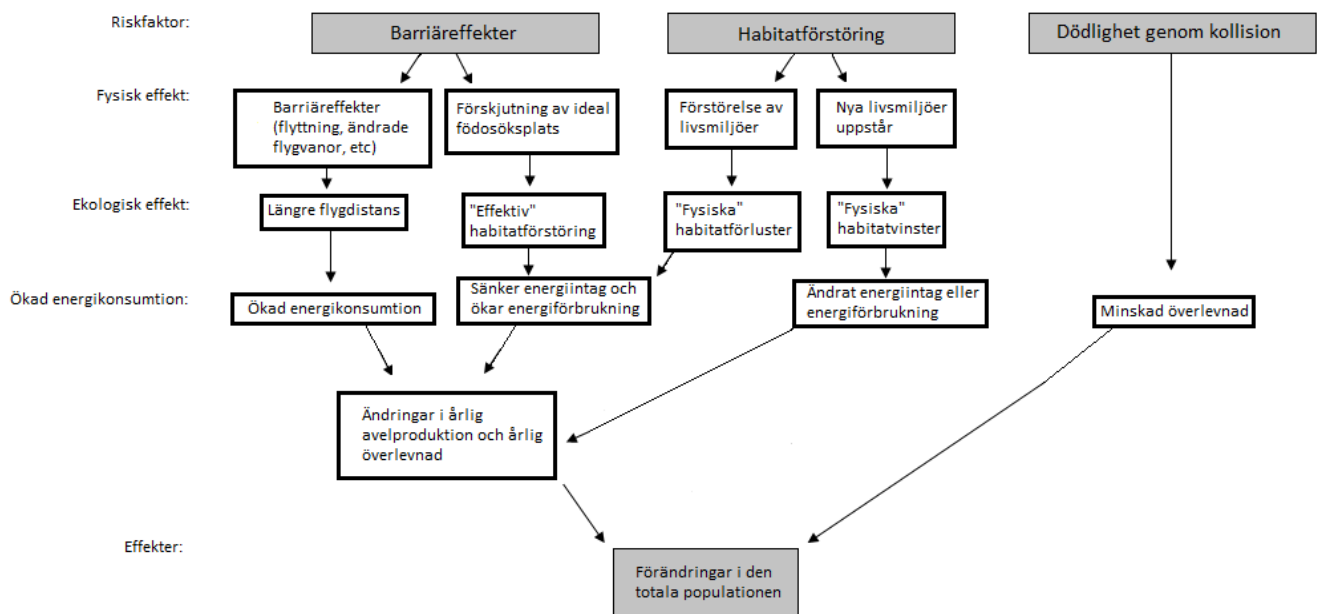 Riskfaktor:
Barriäreffekter
Habitatförstöring
Dödlighet genom kollision
Fysisk effekt:
Barriäreffekter
(flyttning, ändrade
flygvanor, etc)
Förskjutning av ideal
födosöksplats
Förstörelse av
livsmiljöer
Nya livsmiljöer
uppstår
Ekologisk effekt:
Längre flygdistans
"Effektiv"
habitatförstöring
"Fysiska"
habitatförluster
"Fysiska"
habitatvinster
Ökad energikonsumtion:
Ökad energikonsumtion
Sänker energiintag och
ökar energiförbrukning
Ändrat energiintag eller
energiförbrukning
Minskad överlevnad
Ändringar i årlig
avelproduktion och årlig
överlevnad
Effekter:
Förändringar i den
totala populationen